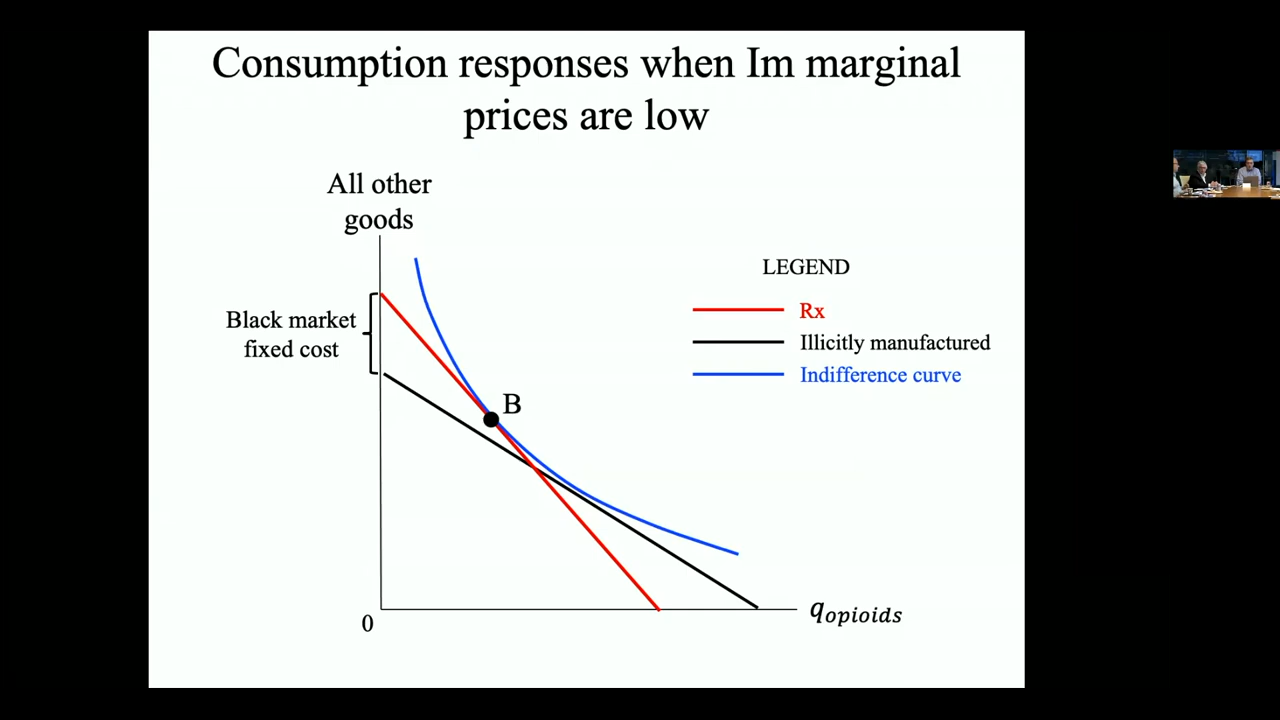 Consumption responses when Im marginal
prices are low
All other
goods
Black market
fixed cost
B
LEGEND
Rx
Illicitly manufactured
Indifference curve
0
q_opioids